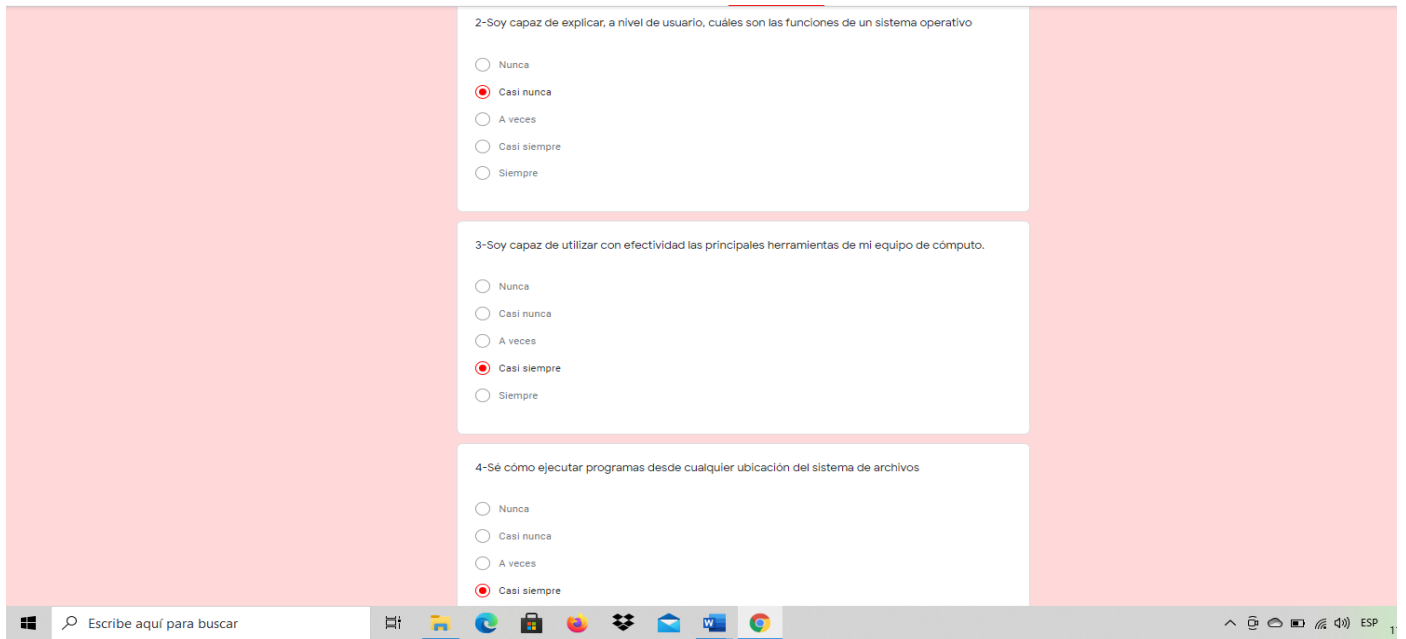 2-Soy capaz de explicar, a nivel de usuario, cuáles son las funciones de un sistema operativo
Nunca
Casi nunca
A veces
Casi siempre
Siempre
3-Soy capaz de utilizar con efectividad las principales herramientas de mi equipo de cómputo.
Nunca
Casi nunca
A veces
Casi siempre
Siempre
4-Sé cómo ejecutar programas desde cualquier ubicación del sistema de archivos
Nunca
Casi nunca
A veces
Casi siempre
Escribe aquí para buscar
ESP